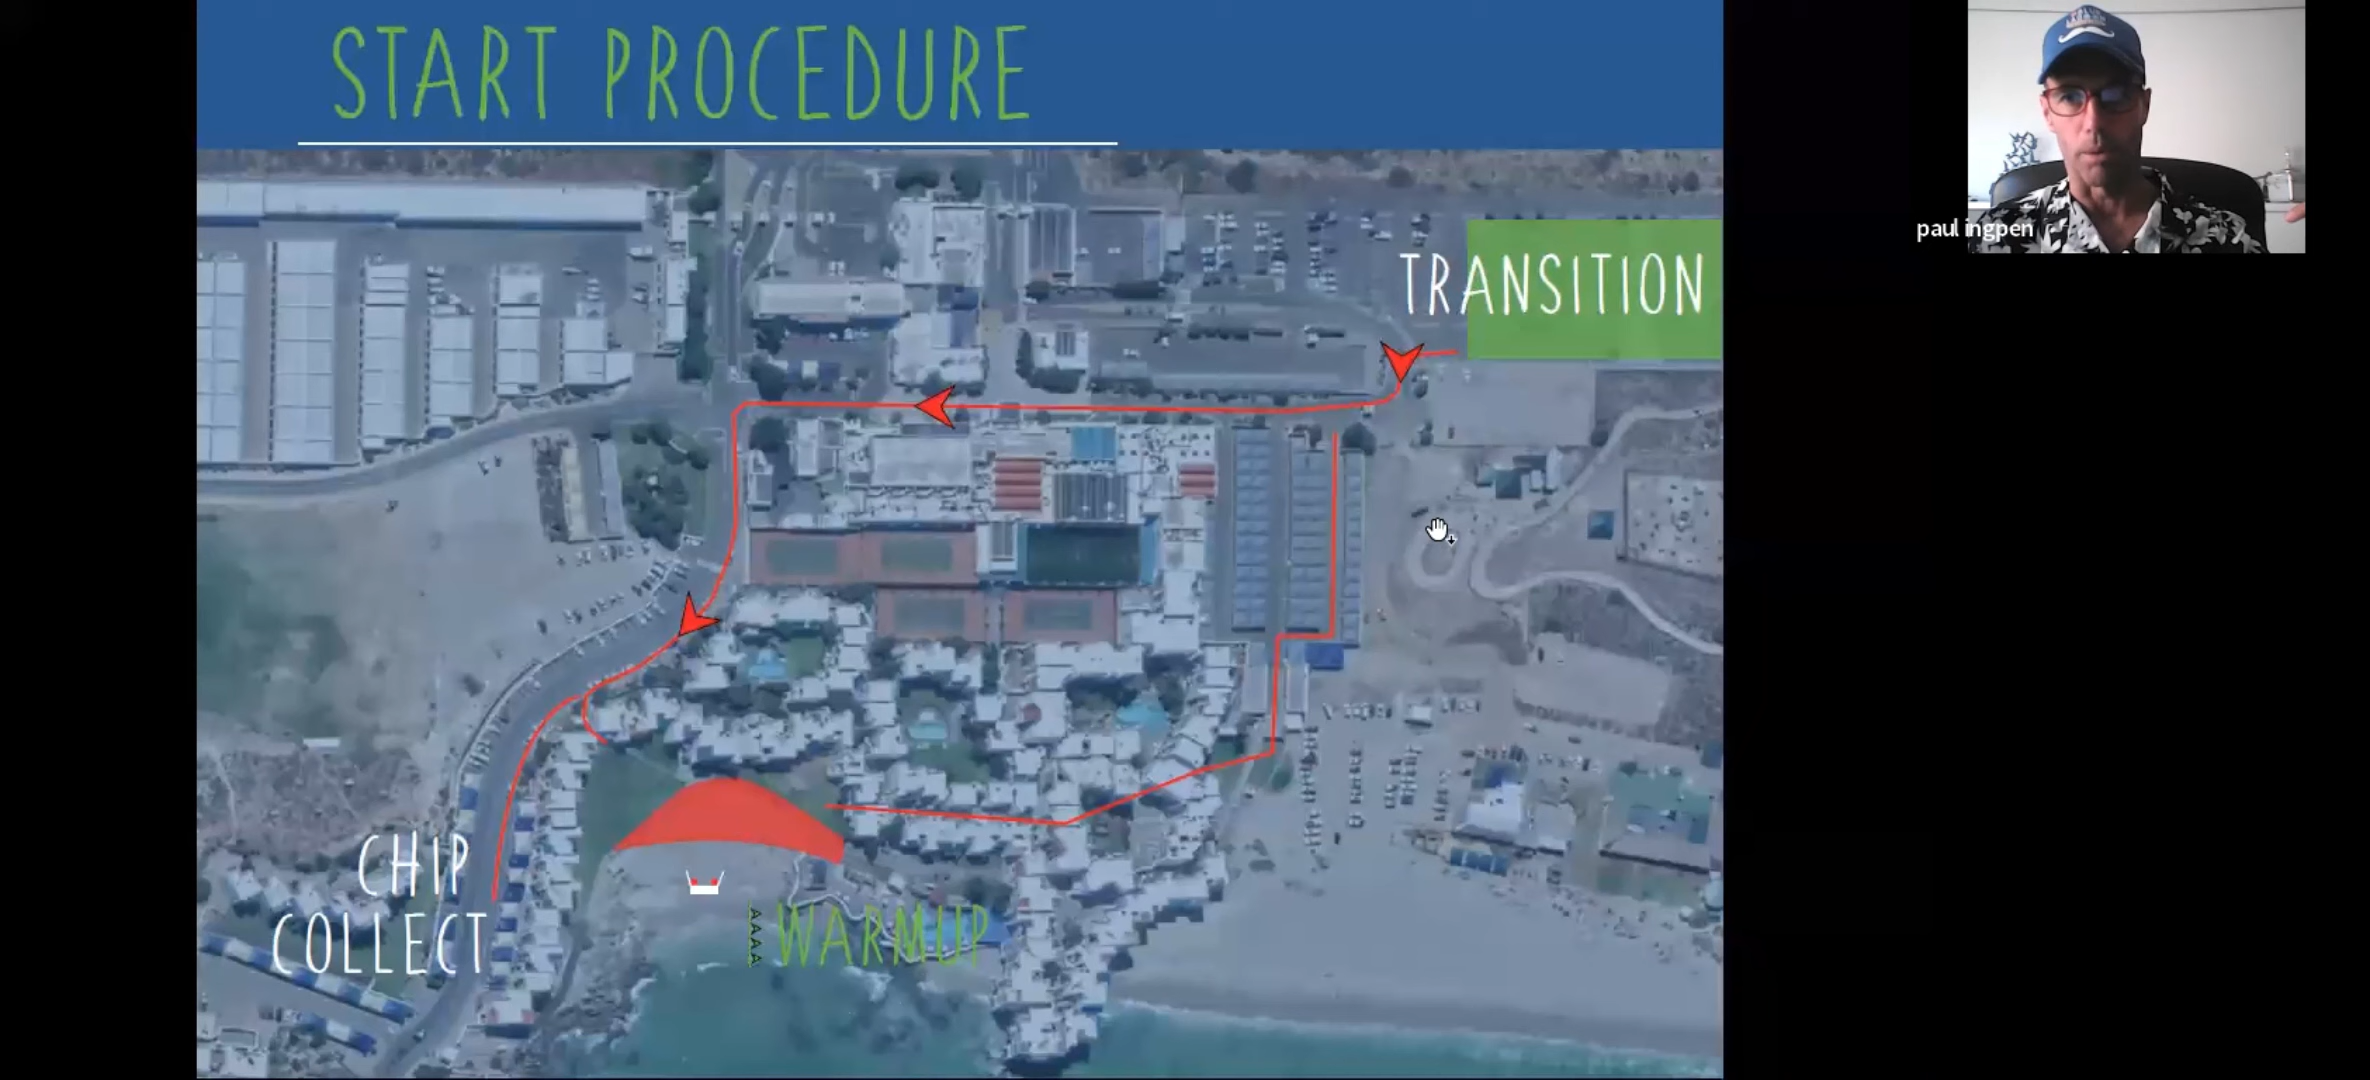 START PROCEDURE
TRANSITION
paul ingpen
CHIP
COLLECT
WARMUP